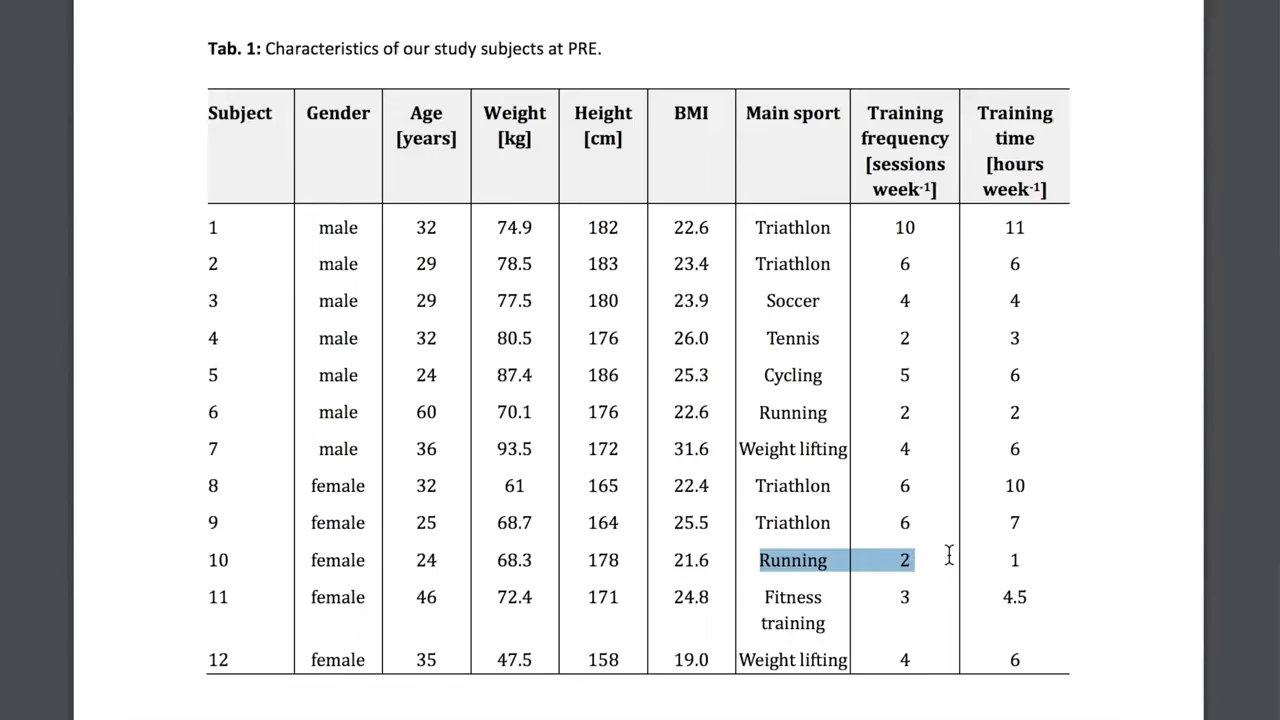 Tab. 1: Characteristics of our study subjects at PRE.
Subject Gender Age [years] Weight [kg] Height [cm] BMI Main sport Training frequency [sessions week-1] Training time [hours week-1]
1 male 32 74.9 182 22.6 Triathlon 10 11
2 male 29 78.5 183 23.4 Triathlon 6 6
3 male 29 77.5 180 23.9 Soccer 4 4
4 male 32 80.5 176 26.0 Tennis 2 3
5 male 24 87.4 186 25.3 Cycling 5 6
6 male 60 70.1 176 22.6 Running 2 2
7 male 36 93.5 172 31.6 Weight lifting 4 6
8 female 32 61 165 22.4 Triathlon 6 10
9 female 25 68.7 164 25.5 Triathlon 6 7
10 female 24 68.3 178 21.6 Running 2 1
11 female 46 72.4 171 24.8 Fitness training 3 4.5
12 female 35 47.5 158 19.0 Weight lifting 4 6